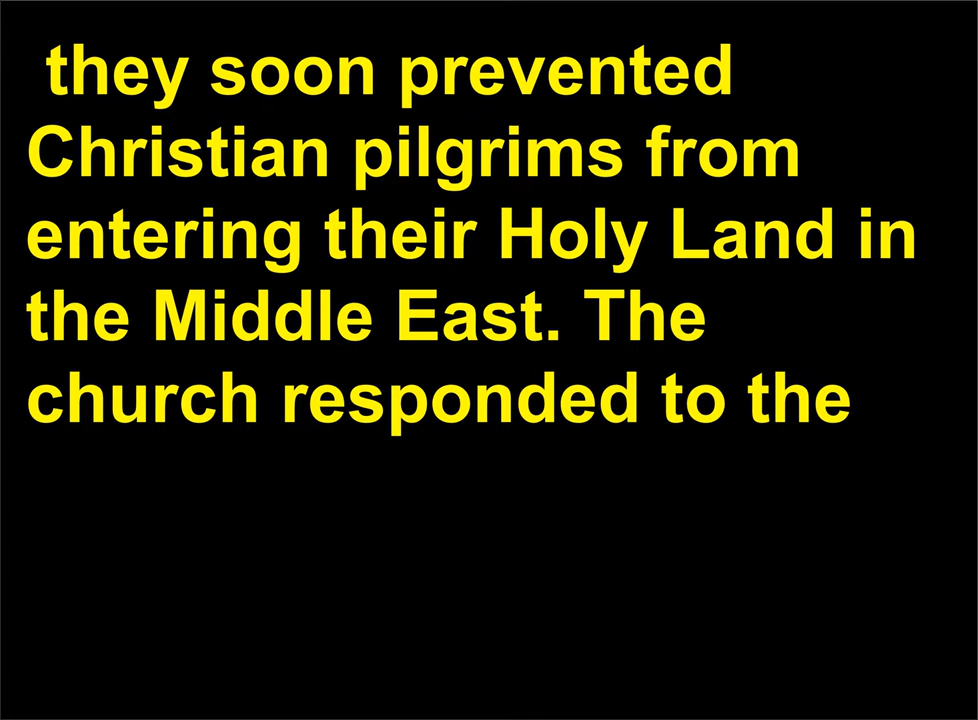 they soon prevented
Christian pilgrims from
entering their Holy Land in
the Middle East. The
church responded to the